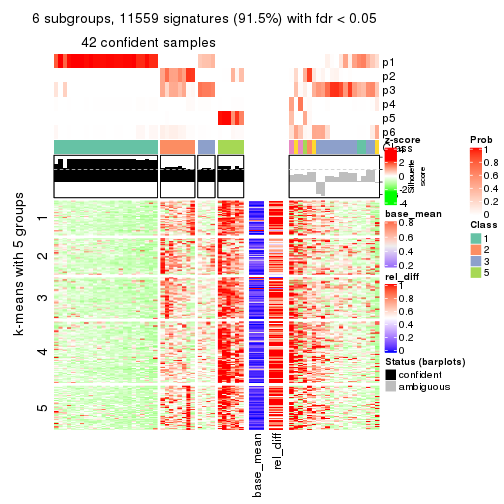 6 subgroups, 11559 signatures (91.5%) with fdr < 0.05
42 confident samples
p1
p2
p3
p4
p5
p6
Class
Silhouette
score
k-means with 5 groups
1
2
3
4
5
base_mean
rel_diff
z-score
4
2
0
-2
-4
base_mean
0.8
0.6
0.4
0.2
rel_diff
1
0.8
0.6
0.4
0.2
0
Status (barplots)
confident
ambiguous
Prob
1
0.8
0.6
0.4
0.2
0
Class
1
2
3
5